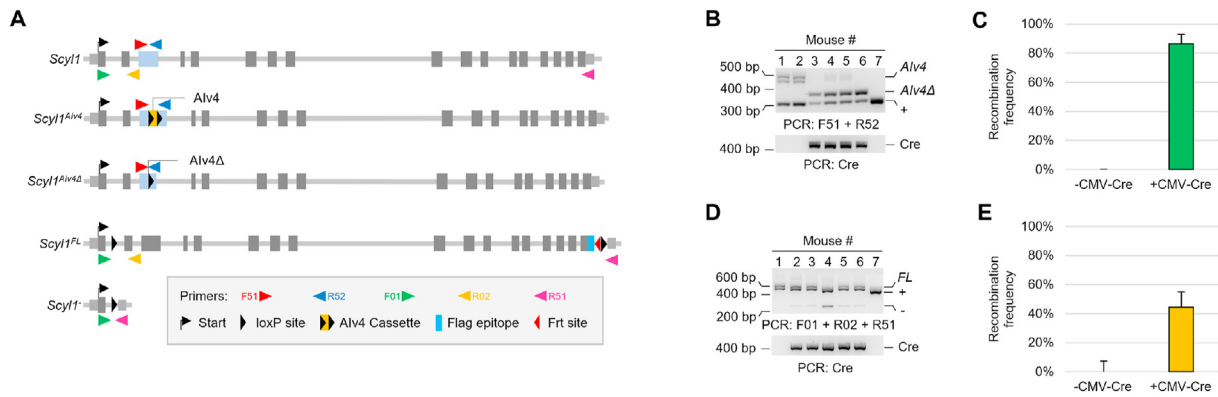 A
Scyl1
Alv4
Scyl1Alv4
Alv4Δ
Scyl1Alv4Δ
Scyl1FL
Scyl1-
Primers: F51 R52 F01 R02 R51
Start loxP site Alv4 Cassette Flag epitope Frt site
B
Mouse #
1 2 3 4 5 6 7
500 bp
400 bp
300 bp
Alv4
Alv4Δ
+
PCR: F51 + R52
400 bp
Cre
PCR: Cre
C
Recombination frequency
100%
80%
60%
40%
20%
0%
-CMV-Cre +CMV-Cre
D
Mouse #
1 2 3 4 5 6 7
600 bp
400 bp
200 bp
FL
+
-
PCR: F01 + R02 + R51
400 bp
Cre
PCR: Cre
E
Recombination frequency
100%
80%
60%
40%
20%
0%
-CMV-Cre +CMV-Cre